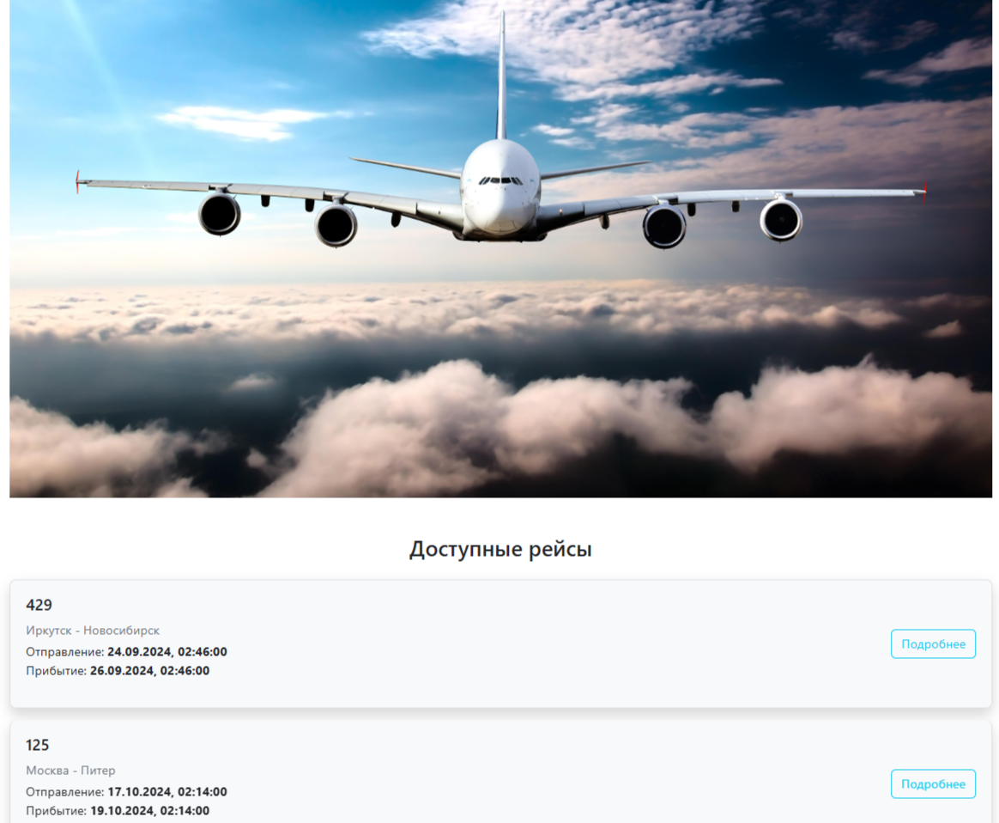 Доступные рейсы
429
Иркутск - Новосибирск
Отправление: 24.09.2024, 02:46:00
Прибытие: 26.09.2024, 02:46:00
Подробнее
125
Москва - Питер
Отправление: 17.10.2024, 02:14:00
Прибытие: 19.10.2024, 02:14:00
Подробнее